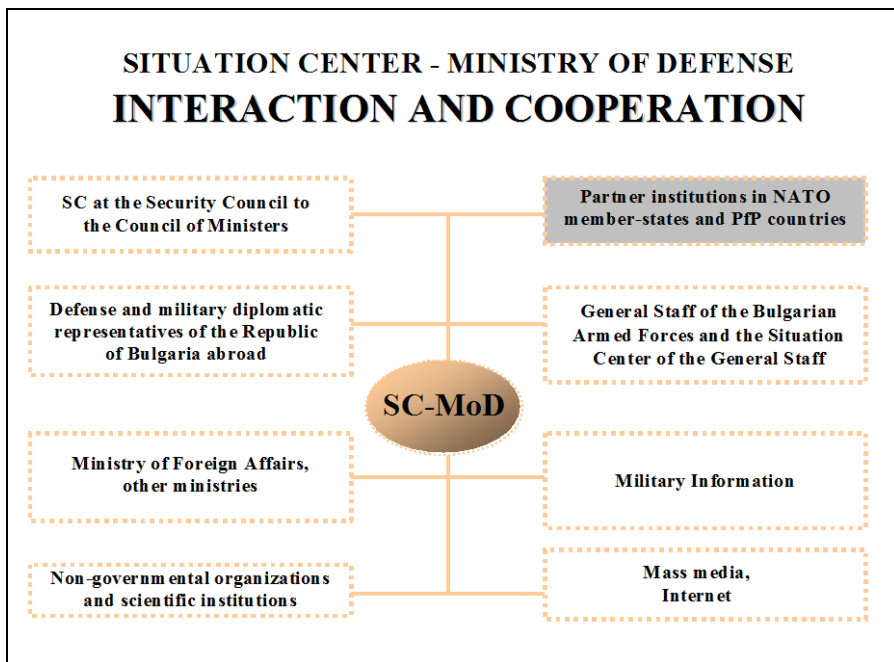 SITUATION CENTER - MINISTRY OF DEFENSE
INTERACTION AND COOPERATION
SC at the Security Council to
the Council of Ministers
Partner institutions in NATO
member-states and PfP countries
Defense and military diplomatic
representatives of the Republic
of Bulgaria abroad
General Staff of the Bulgarian
Armed Forces and the Situation
Center of the General Staff
SC-MoD
Ministry of Foreign Affairs,
other ministries
Military Information
Non-governmental organizations
and scientific institutions
Mass media,
Internet